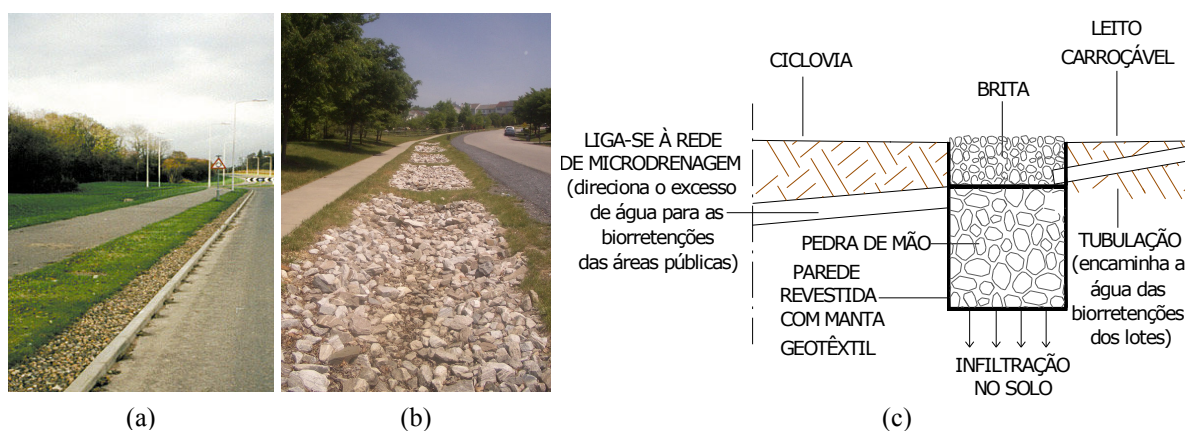 CICLOVIA
LEITO
CARROÇÁVEL
BRITA
LIGA-SE À REDE
DE MICRODRENAGEM
(direciona o excesso
de água para as
biorretenções
das áreas públicas)
PEDRA DE MÃO
PAREDE
REVESTIDA
COM MANTA
GEOTÊXTIL
TUBULAÇÃO
(encaminha a
água das
biorretenções
dos lotes)
INFILTRAÇÃO
NO SOLO
(a)
(b)
(c)